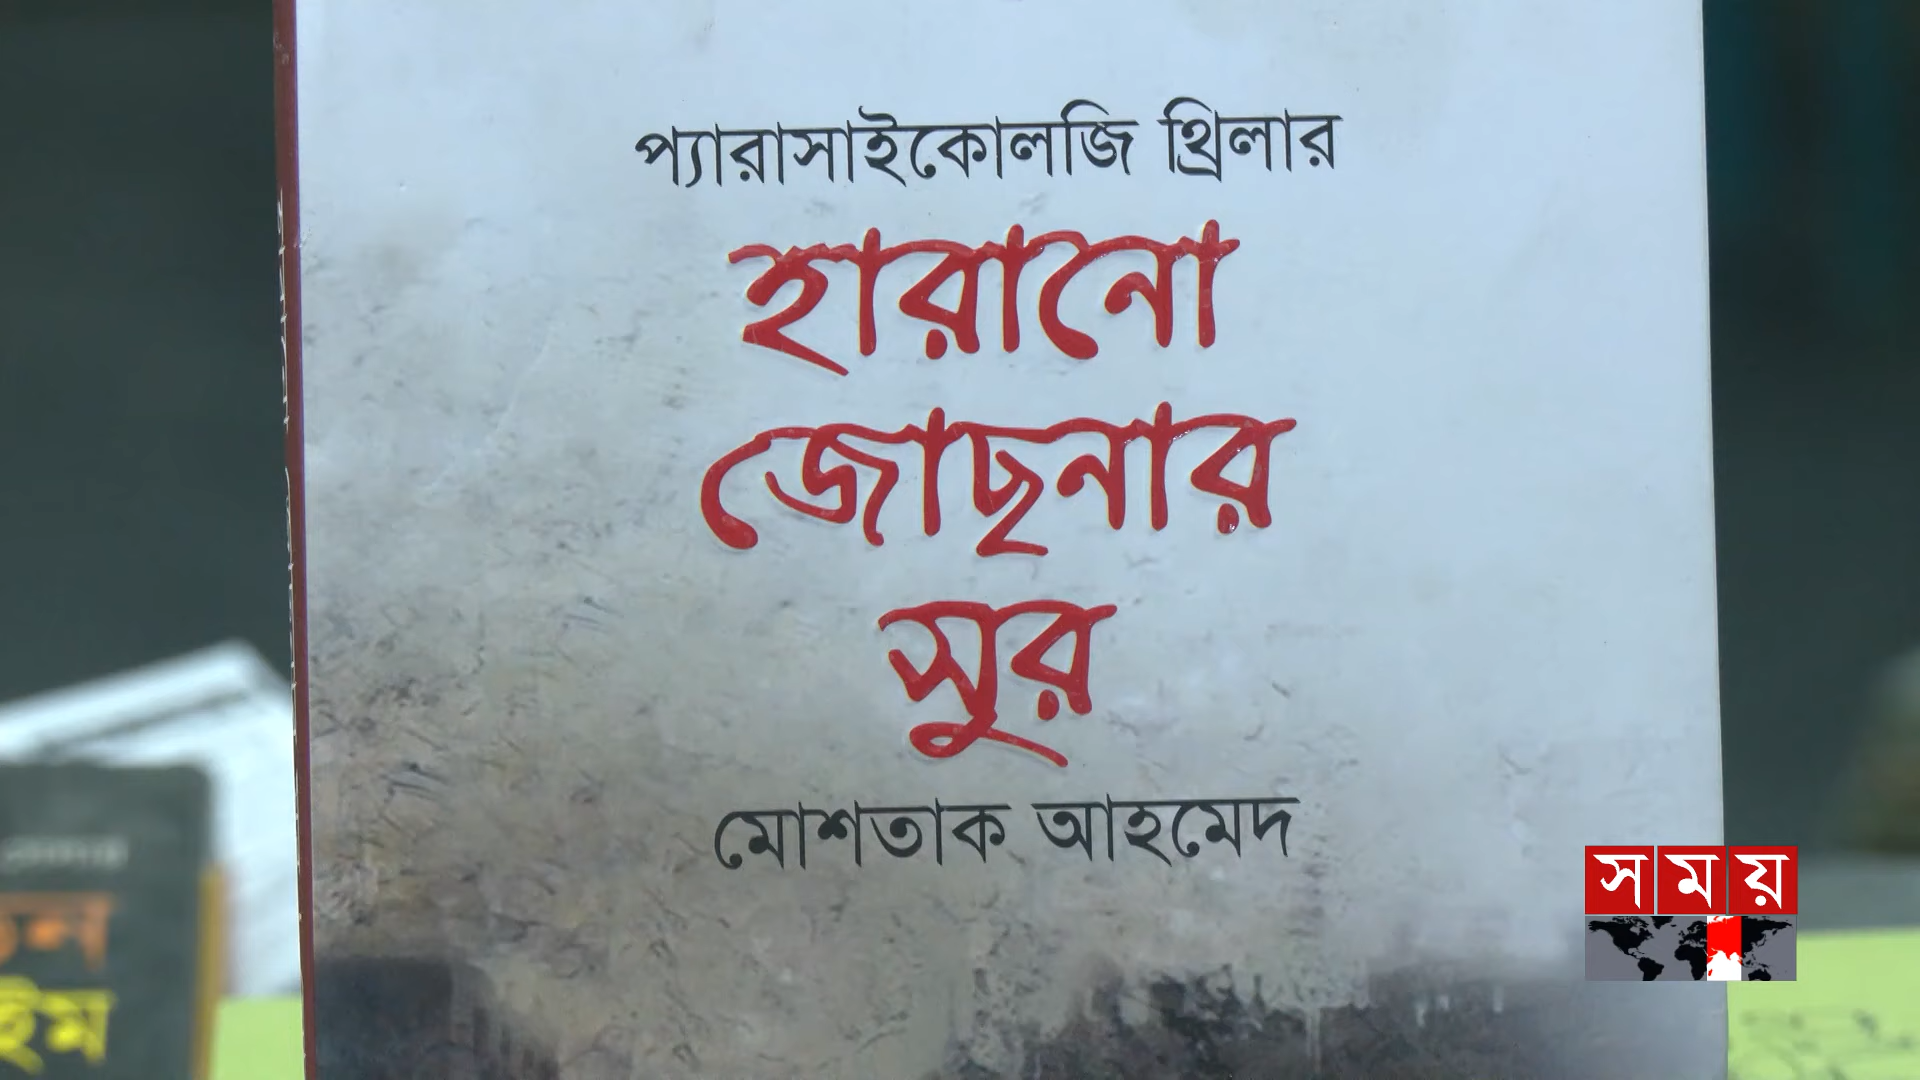 প্যারাসাইকোলজি থ্রিলার
হারানো
জোছনার
সুর
মোশতাক আহমেদ
সময়